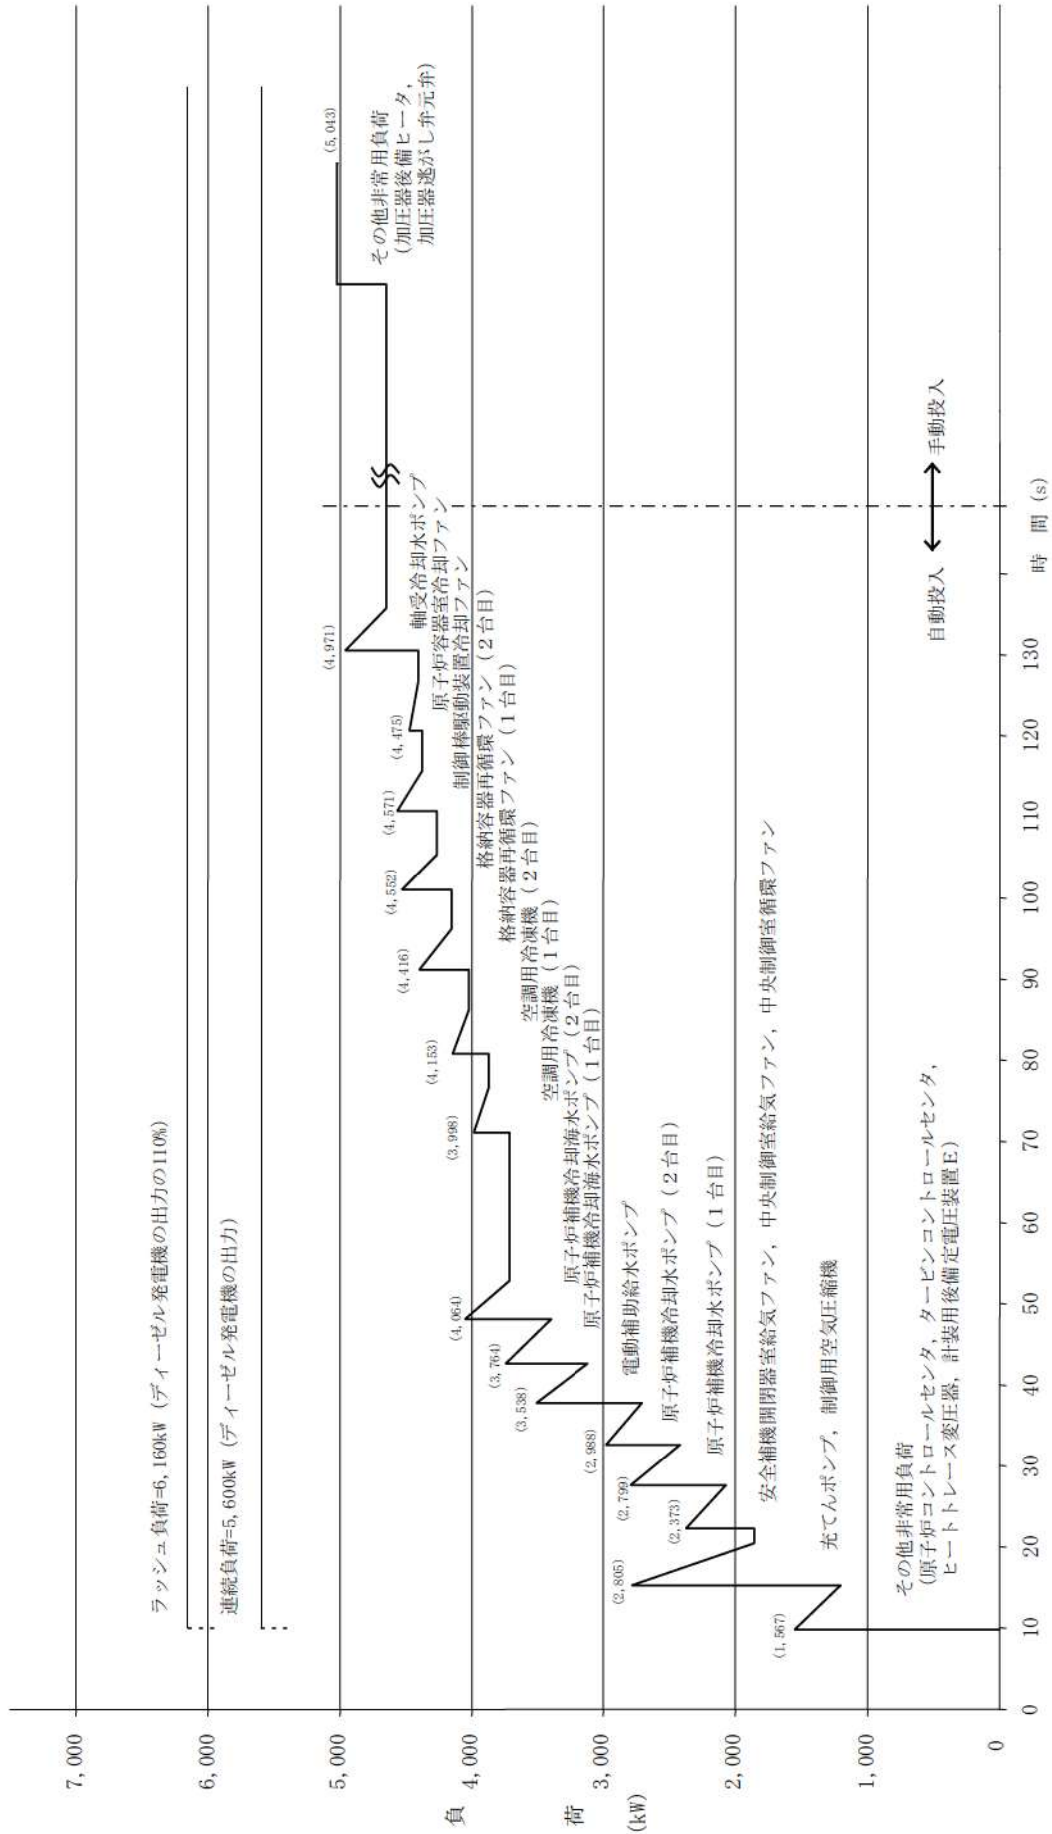 7,000
6,000
5,000
4,000
3,000
2,000
1,000
0
負
荷
(kW)
ラッシュ負荷=6,160kW (ディーゼル発電機の出力の110%)
連続負荷=5,600kW (ディーゼル発電機の出力)
(1,567)
(2,805)
(2,373)
(2,799)
(2,988)
(3,538)
(3,764)
(4,064)
(3,998)
(4,153)
(4,416)
(4,552)
(4,571)
(4,475)
(4,971)
(5,043)
その他非常用負荷
(加圧器後備ヒータ,
加圧器逃がし弁元弁)
軸受冷却水ポンプ
原子炉容器室冷却ファン
制御棒駆動装置冷却ファン
格納容器再循環ファン(2台目)
格納容器再循環ファン(1台目)
空調用冷凍機(2台目)
空調用冷凍機(1台目)
原子炉補機冷却海水ポンプ(2台目)
原子炉補機冷却海水ポンプ(1台目)
電動補助給水ポンプ
原子炉補機冷却水ポンプ(2台目)
原子炉補機冷却水ポンプ(1台目)
安全補機開閉器室給気ファン, 中央制御室給気ファン, 中央制御室循環ファン
充てんポンプ, 制御用空気圧縮機
その他非常用負荷
(原子炉コントロールセンタ, タービンコントロールセンタ,
ヒートトレース変圧器, 計装用後備定電圧装置E)
自動投入
手動投入
0
10
20
30
40
50
60
70
80
90
100
110
120
130
時 間 (s)